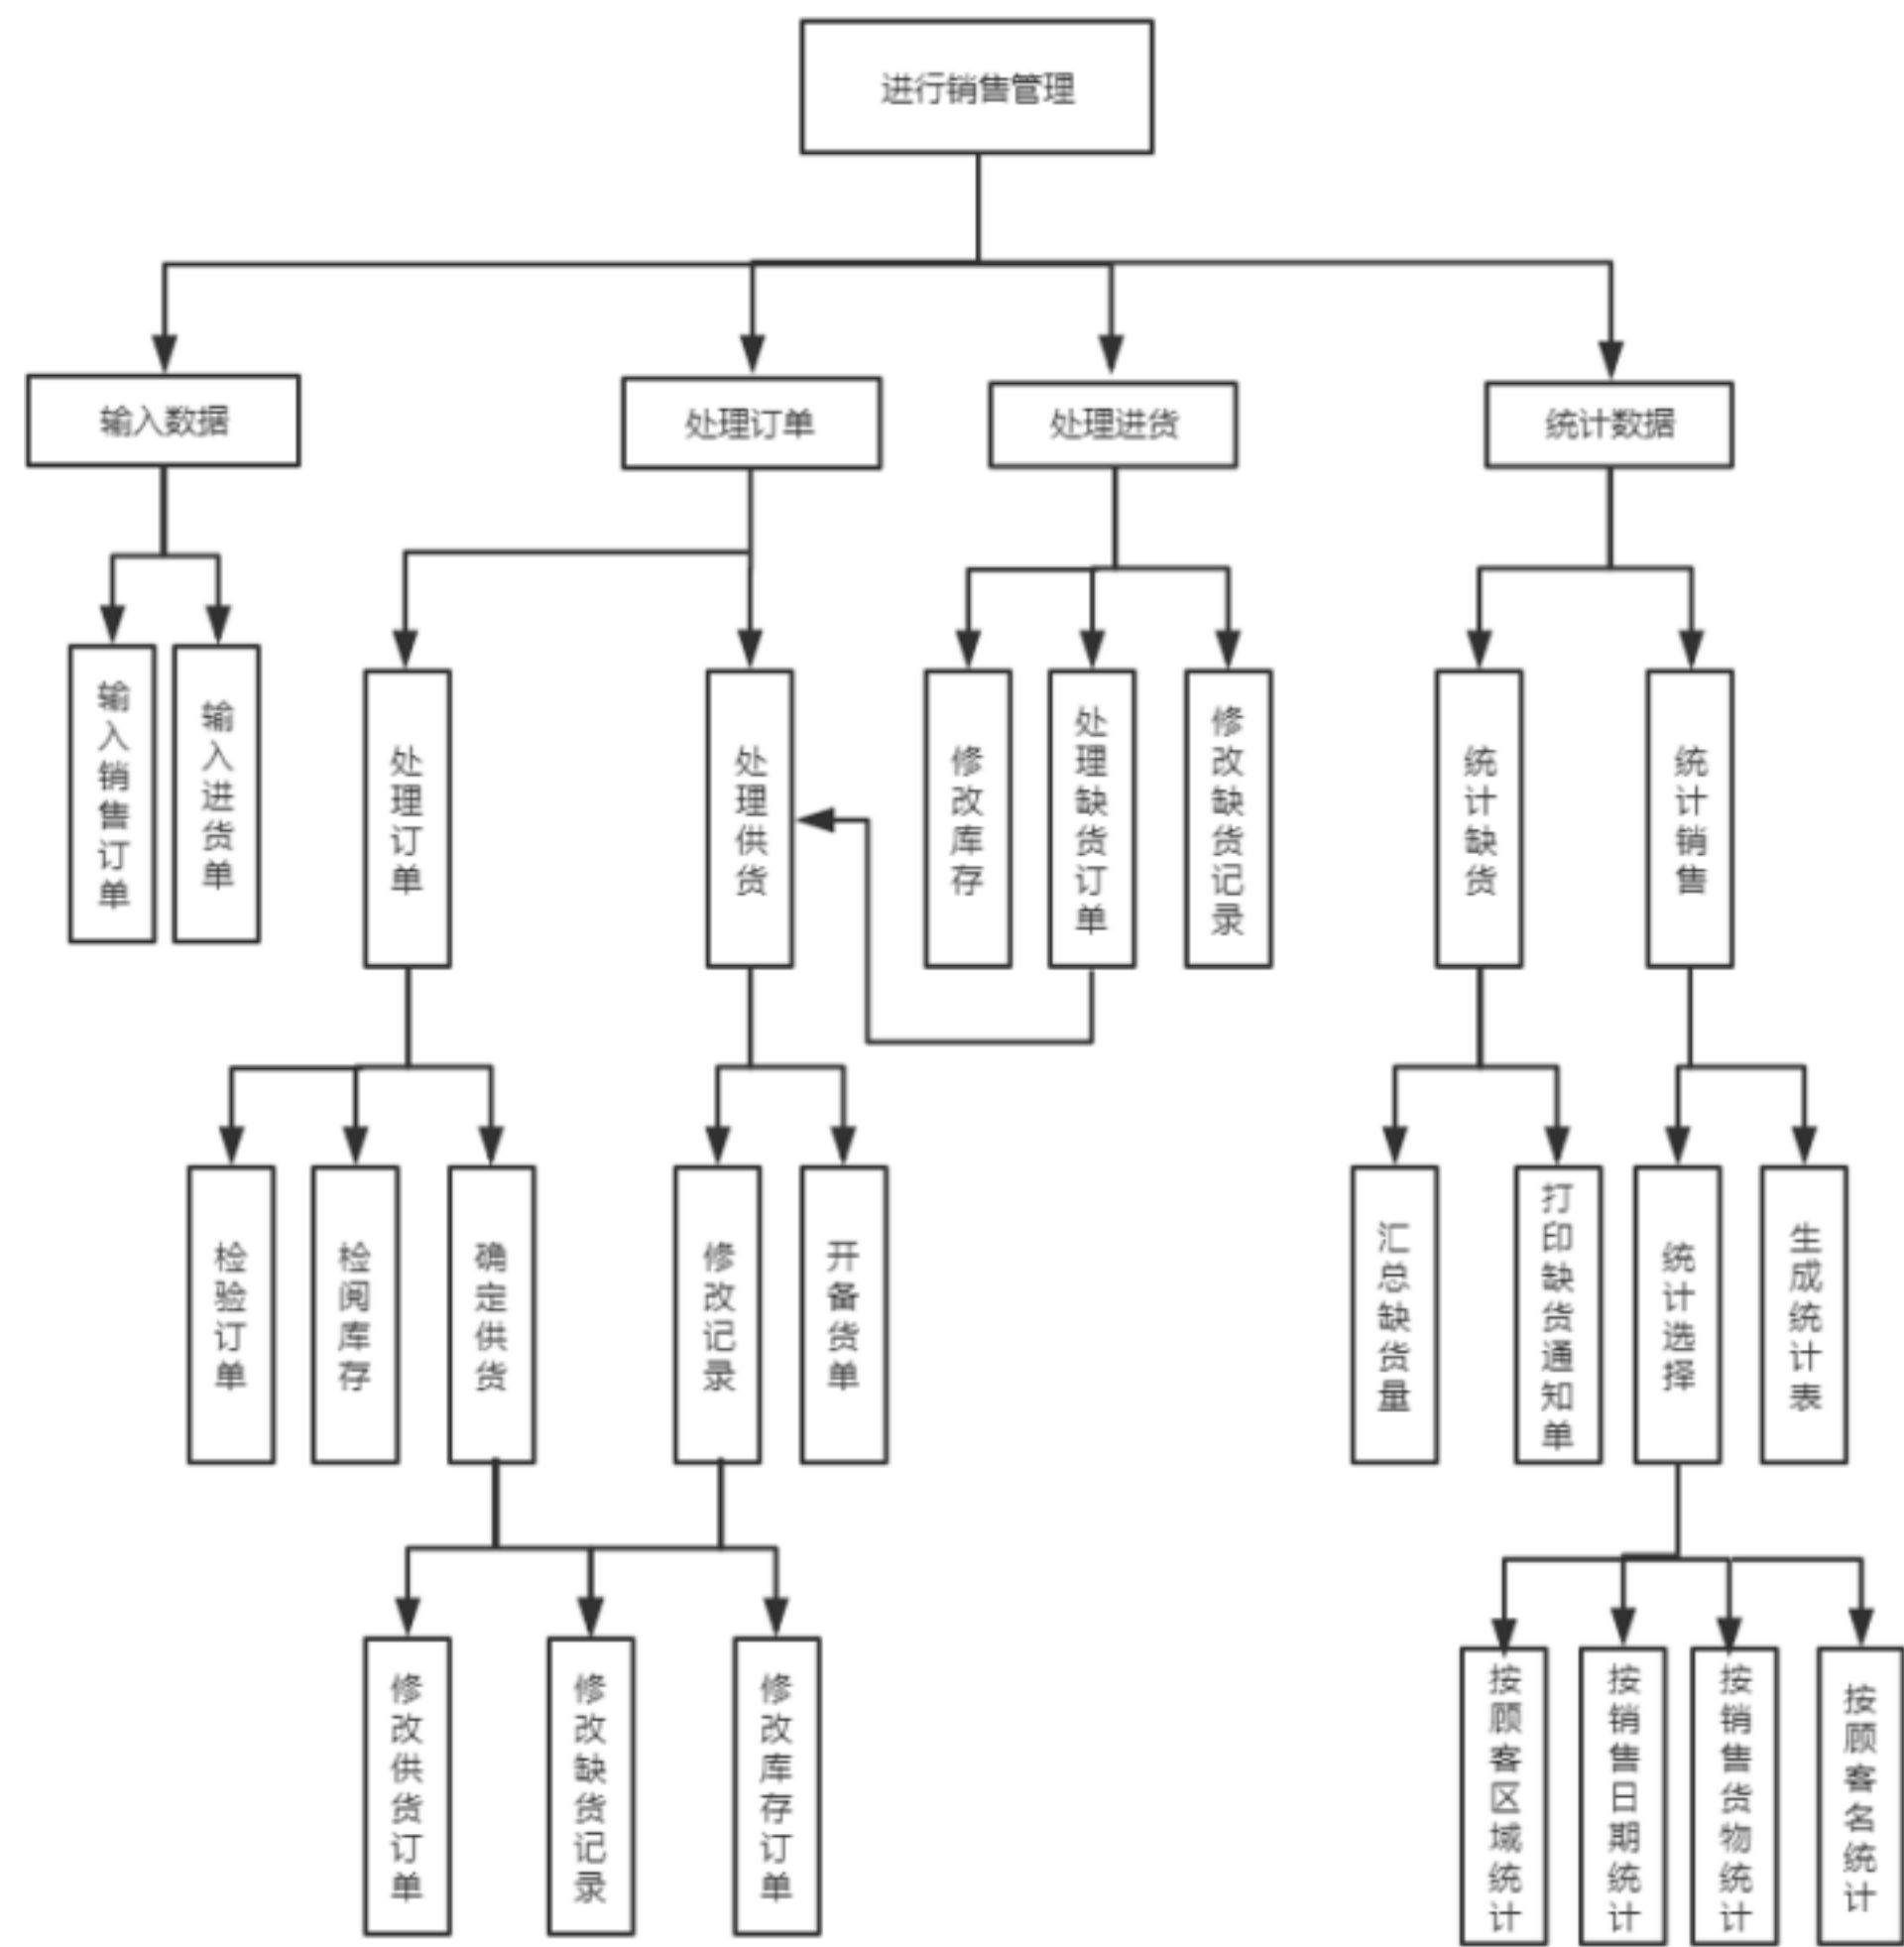 进行销售管理
输入数据
处理订单
处理进货
统计数据
输入销售订单
输入进货单
处理订单
处理供货
修改库存
处理缺货订单
修改缺货记录
统计缺货
统计销售
检验订单
检阅库存
确定供货
修改记录
开备货单
汇总缺货量
打印缺货通知单
统计选择
生成统计表
修改供货订单
修改缺货记录
修改库存订单
按顾客区域统计
按销售日期统计
按销售货物统计
按顾客名统计